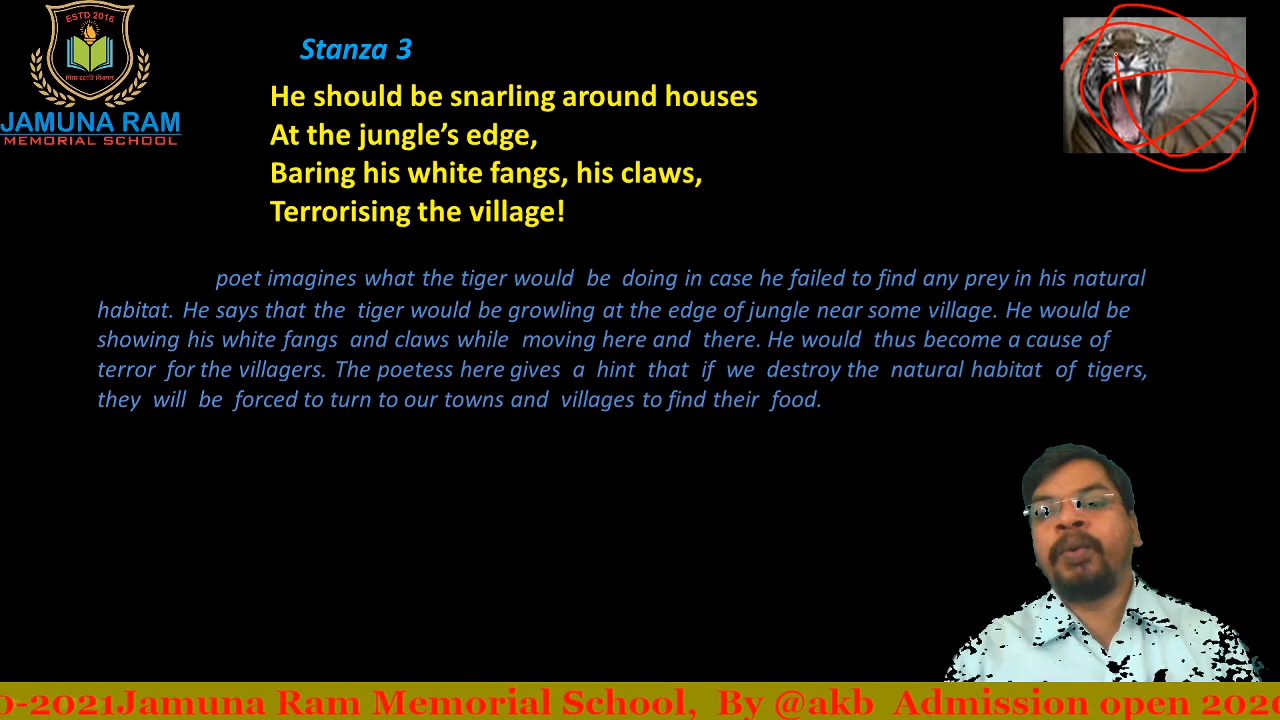 ESTD 2016
JAMUNA RAM
MEMORIAL SCHOOL
Stanza 3
He should be snarling around houses
At the jungle’s edge,
Baring his white fangs, his claws,
Terrorising the village!
poet imagines what the tiger would be doing in case he failed to find any prey in his natural
habitat. He says that the tiger would be growling at the edge of jungle near some village. He would be
showing his white fangs and claws while moving here and there. He would thus become a cause of
terror for the villagers. The poetess here gives a hint that if we destroy the natural habitat of tigers,
they will be forced to turn to our towns and villages to find their food.
0-2021Jamuna Ram Memorial School, By @akb Admission open 202